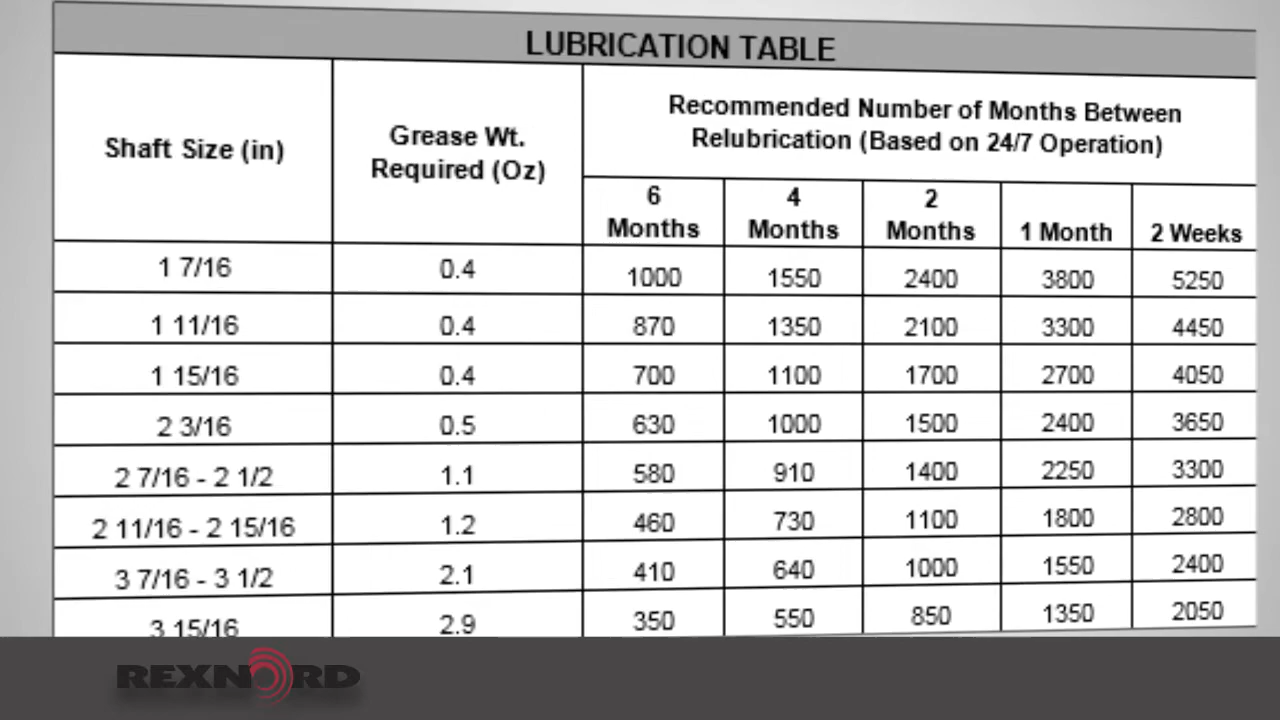 LUBRICATION TABLE
Shaft Size (in)
Grease Wt.
Required (Oz)
Recommended Number of Months Between
Relubrication (Based on 24/7 Operation)
6
Months
4
Months
2
Months
1 Month
2 Weeks
1 7/16 0.4 1000 1550 2400 3800 5250
1 11/16 0.4 870 1350 2100 3300 4450
1 15/16 0.4 700 1100 1700 2700 4050
2 3/16 0.5 630 1000 1500 2400 3650
2 7/16 - 2 1/2 1.1 580 910 1400 2250 3300
2 11/16 - 2 15/16 1.2 460 730 1100 1800 2800
3 7/16 - 3 1/2 2.1 410 640 1000 1550 2400
3 15/16 2.9 350 550 850 1350 2050
REXNORD